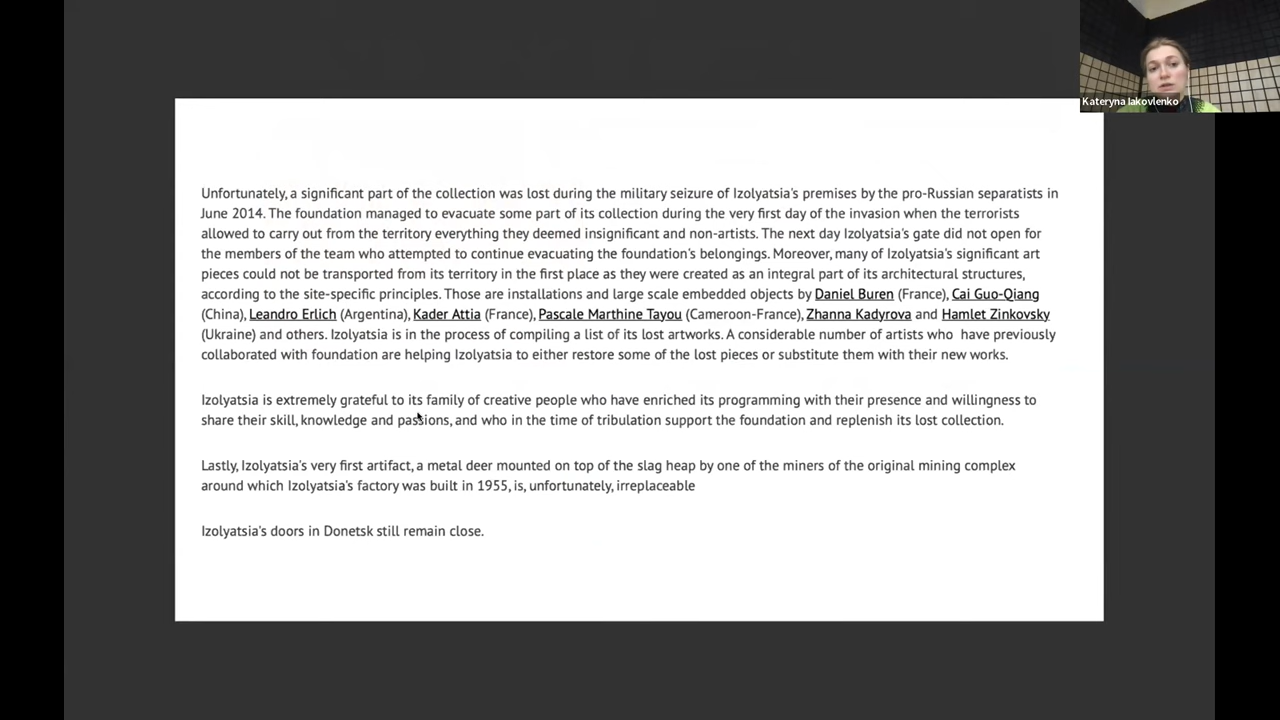 Kateryna Iakovlenko
Unfortunately, a significant part of the collection was lost during the military seizure of Izolyatsia's premises by the pro-Russian separatists in
June 2014. The foundation managed to evacuate some part of its collection during the very first day of the invasion when the terrorists
allowed to carry out from the territory everything they deemed insignificant and non-artists. The next day Izolyatsia's gate did not open for
the members of the team who attempted to continue evacuating the foundation's belongings. Moreover, many of Izolyatsia's significant art
pieces could not be transported from its territory in the first place as they were created as an integral part of its architectural structures,
according to the site-specific principles. Those are installations and large scale embedded objects by Daniel Buren (France), Cai Guo-Qiang
(China), Leandro Erlich (Argentina), Kader Attia (France), Pascale Marthine Tayou (Cameroon-France), Zhanna Kadyrova and Hamlet Zinkovsky
(Ukraine) and others. Izolyatsia is in the process of compiling a list of its lost artworks. A considerable number of artists who have previously
collaborated with foundation are helping Izolyatsia to either restore some of the lost pieces or substitute them with their new works.
Izolyatsia is extremely grateful to its family of creative people who have enriched its programming with their presence and willingness to
share their skill, knowledge and passions, and who in the time of tribulation support the foundation and replenish its lost collection.
Lastly, Izolyatsia's very first artifact, a metal deer mounted on top of the slag heap by one of the miners of the original mining complex
around which Izolyatsia's factory was built in 1955, is, unfortunately, irreplaceable
Izolyatsia's doors in Donetsk still remain close.